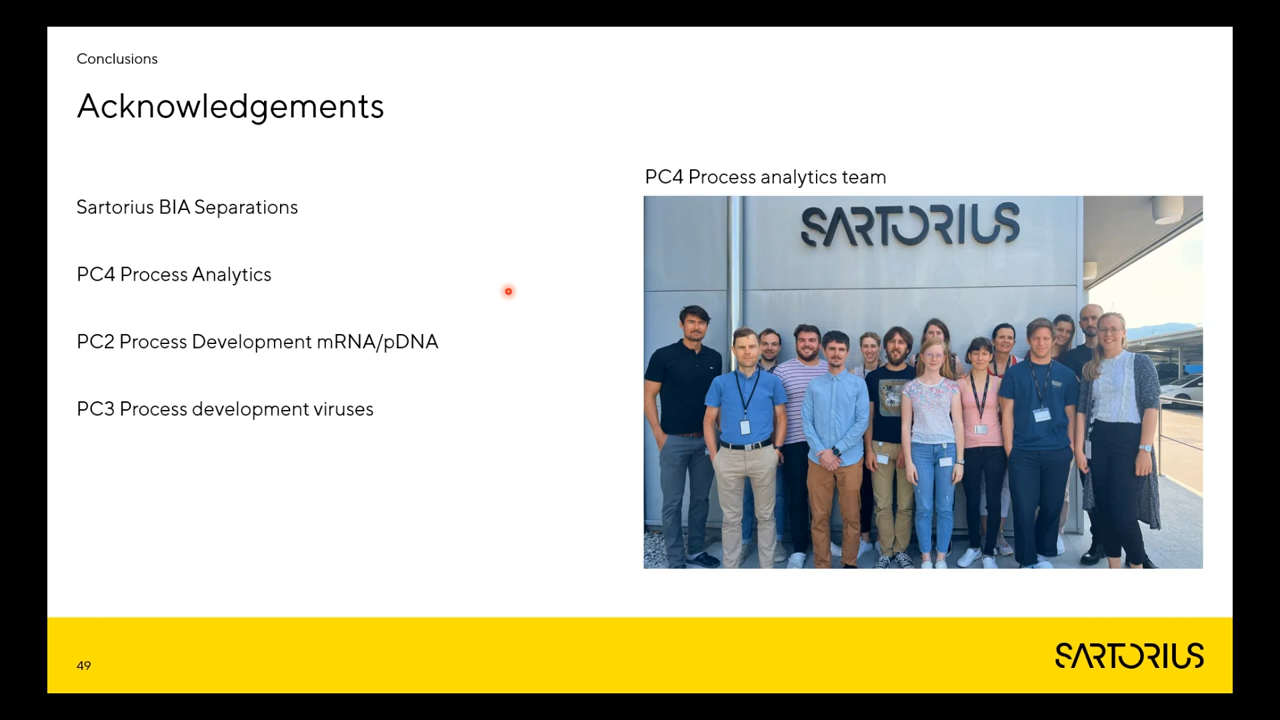 Conclusions
Acknowledgements
Sartorius BIA Separations
PC4 Process Analytics
PC2 Process Development mRNA/pDNA
PC3 Process development viruses
PC4 Process analytics team
SARTORIUS
49
SARTORIUS